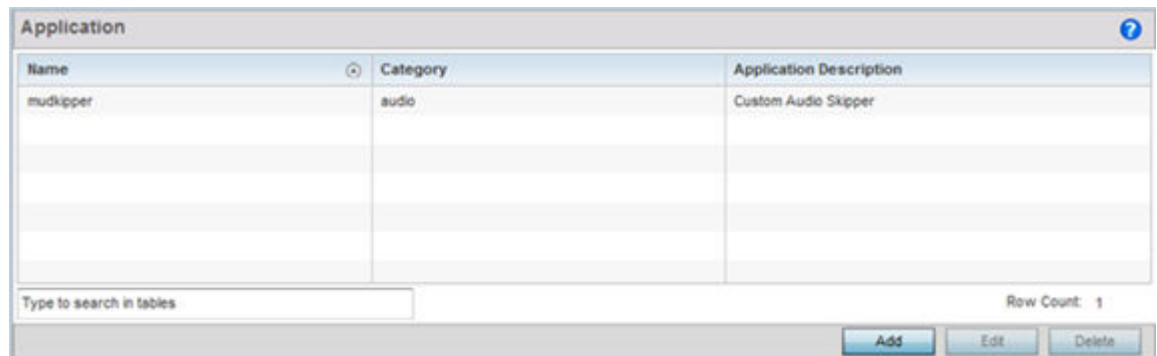 Application
Name Category Application Description
mudkipper audio Custom Audio Skipper
Type to search in tables Row Count: 1
Add Edit Delete